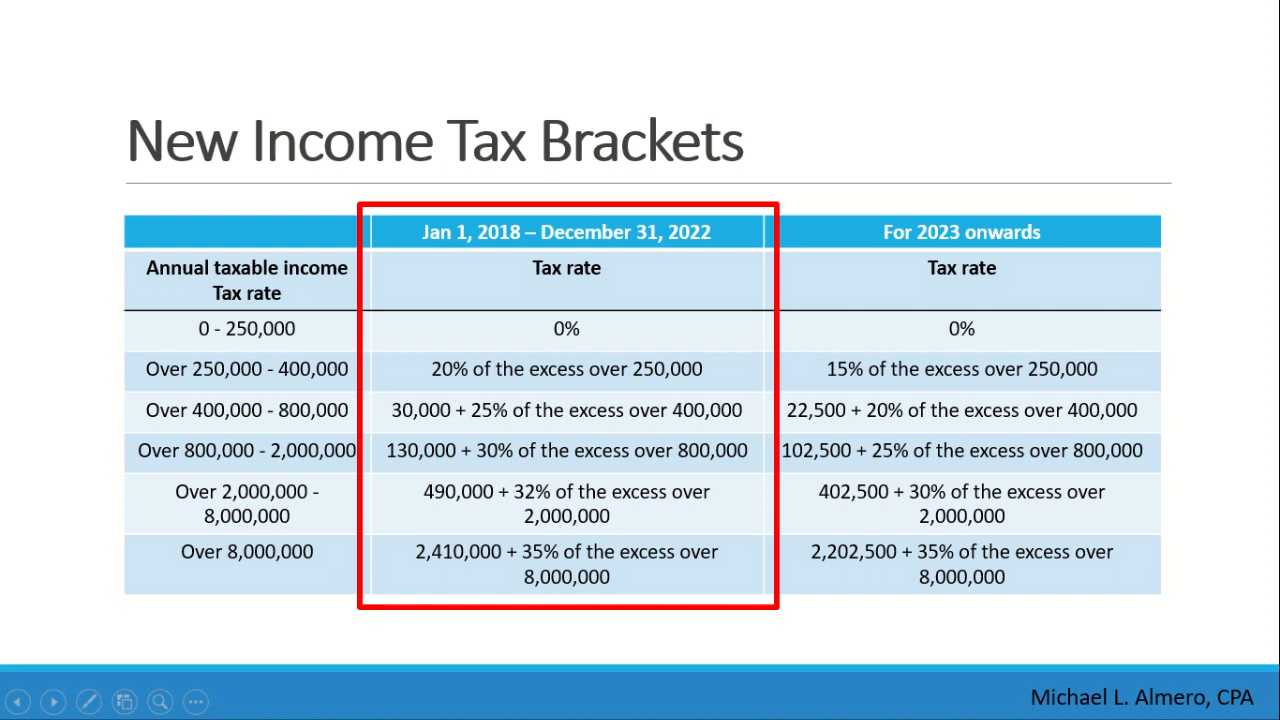 New Income Tax Brackets
Jan 1, 2018 – December 31, 2022
For 2023 onwards
Annual taxable income
Tax rate
Tax rate
Tax rate
0 - 250,000
0%
0%
Over 250,000 - 400,000
20% of the excess over 250,000
15% of the excess over 250,000
Over 400,000 - 800,000
30,000 + 25% of the excess over 400,000
22,500 + 20% of the excess over 400,000
Over 800,000 - 2,000,000
130,000 + 30% of the excess over 800,000
102,500 + 25% of the excess over 800,000
Over 2,000,000 -
8,000,000
490,000 + 32% of the excess over
2,000,000
402,500 + 30% of the excess over
2,000,000
Over 8,000,000
2,410,000 + 35% of the excess over
8,000,000
2,202,500 + 35% of the excess over
8,000,000
Michael L. Almero, CPA